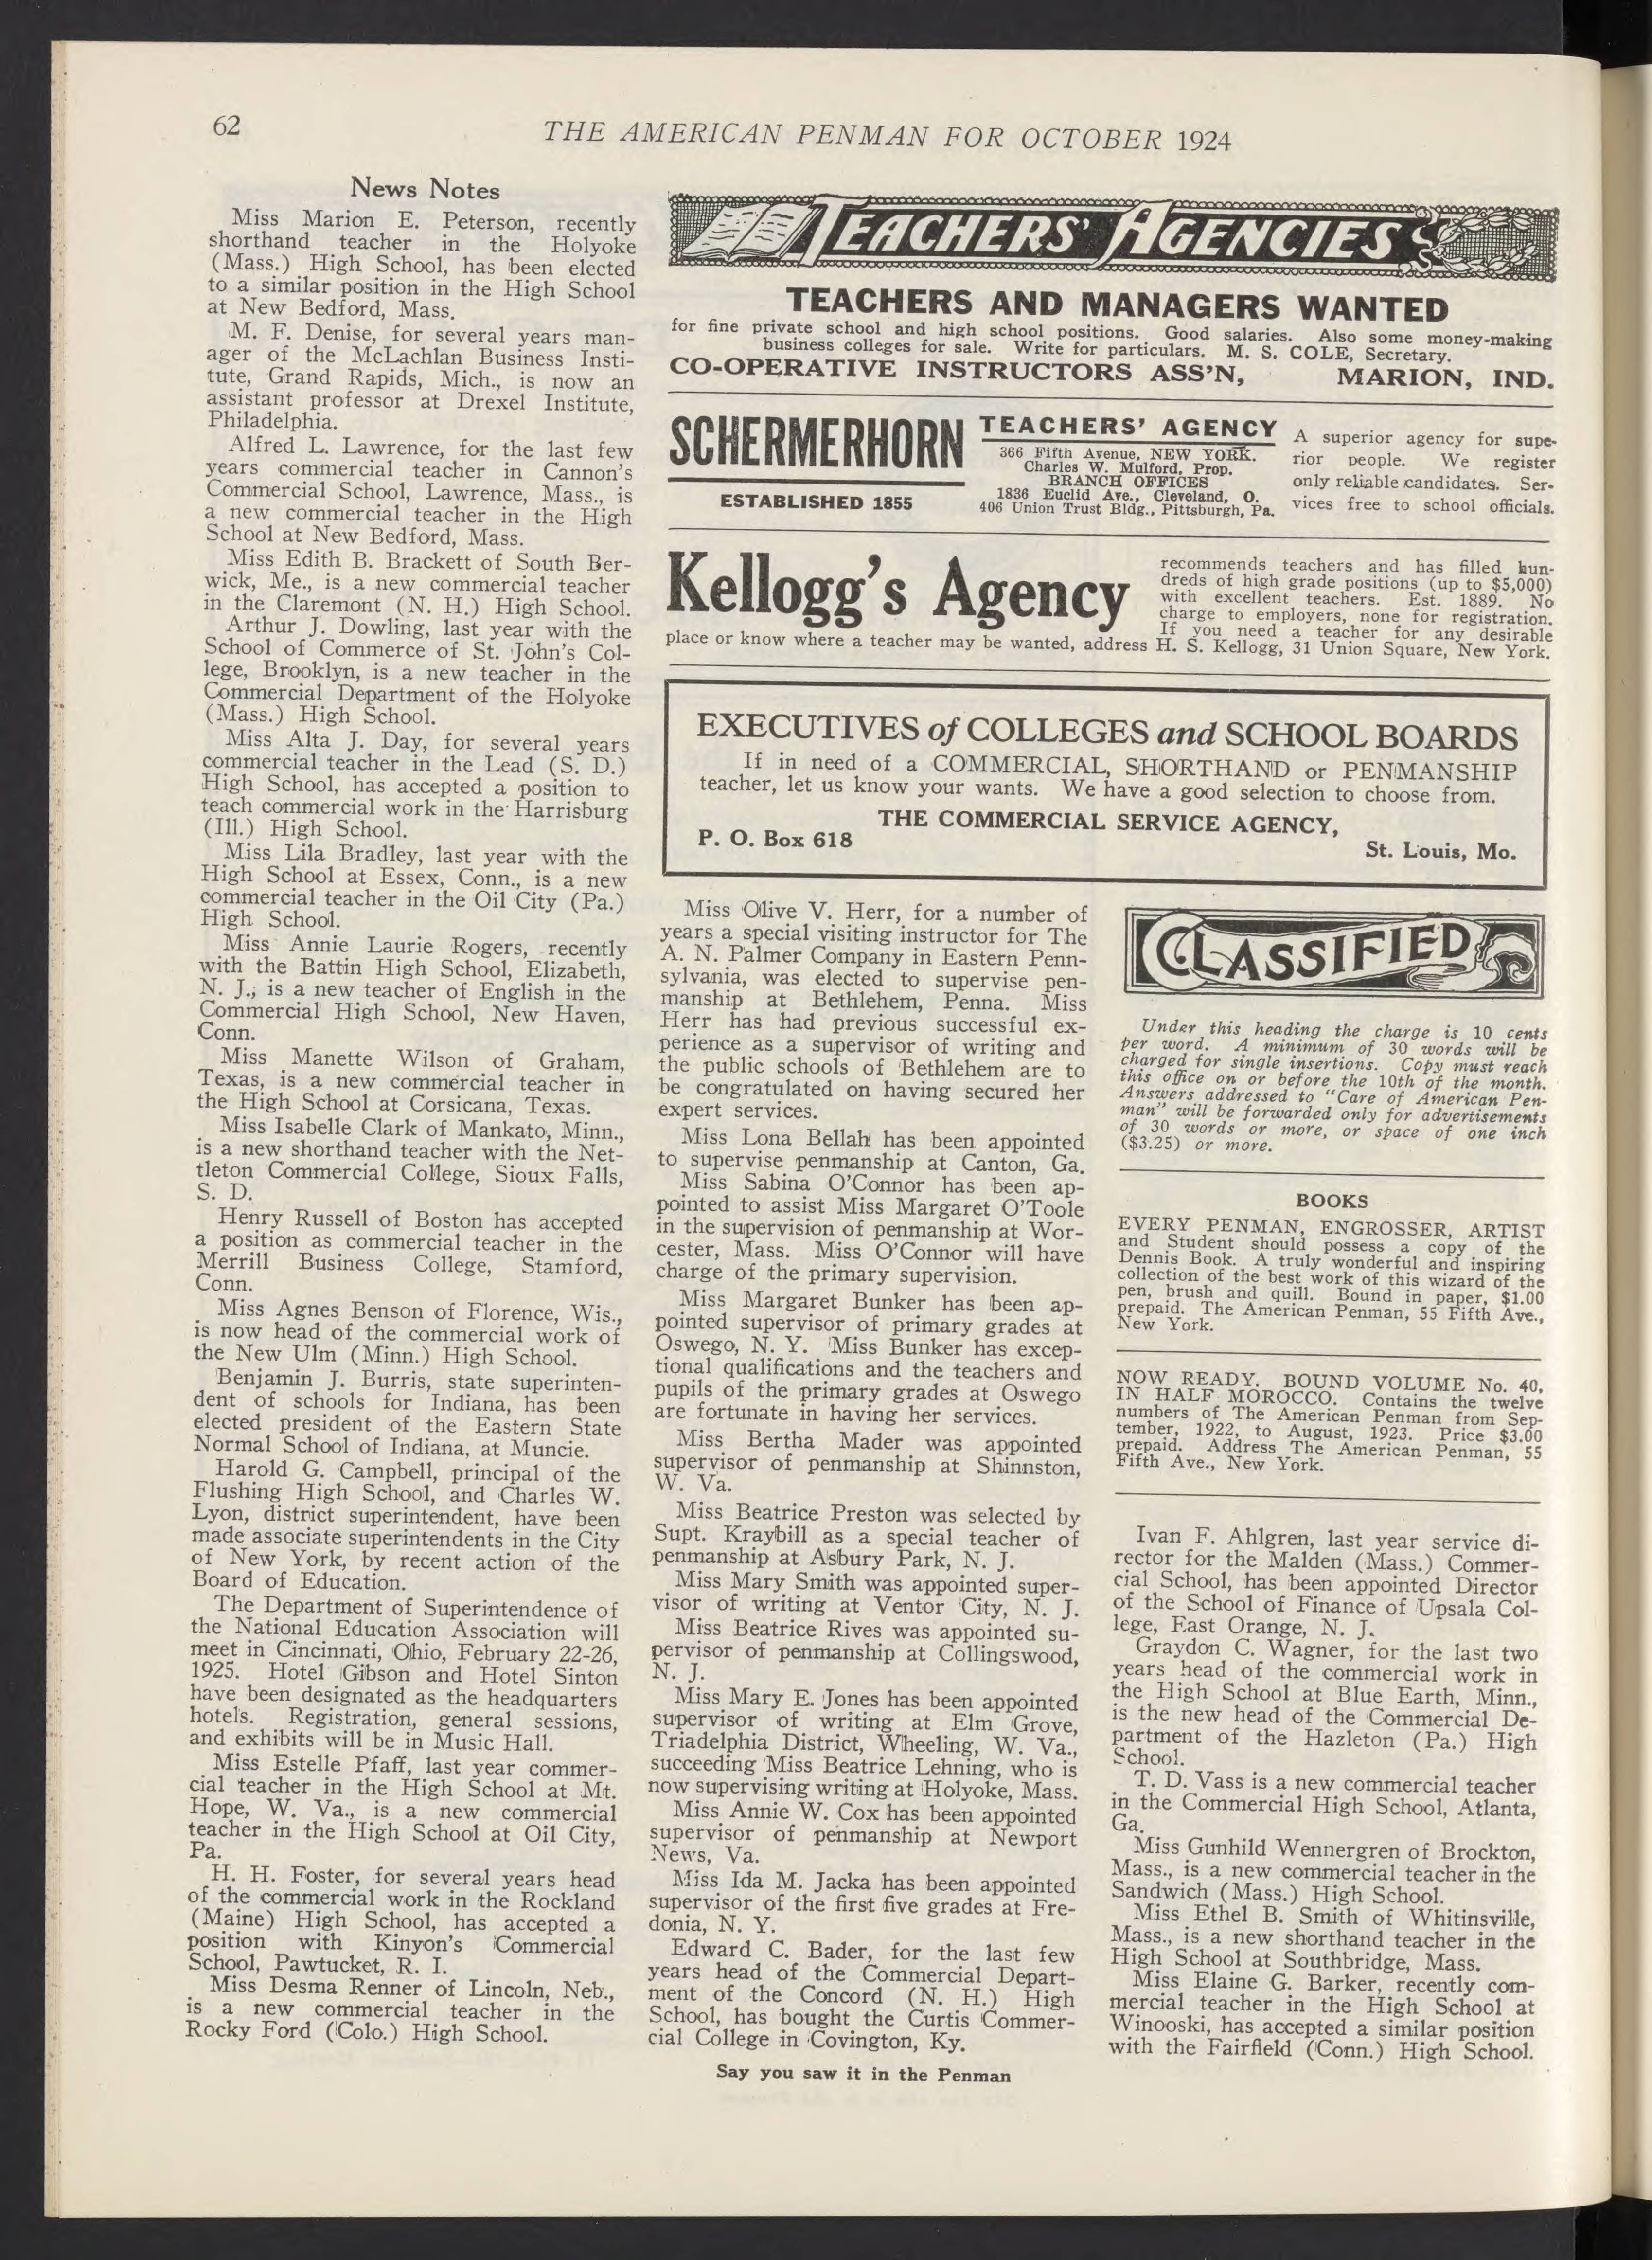 62
THE AMERICAN PENMAN FOR OCTOBER 1924
News Notes
Miss Marion E. Peterson, recently
shorthand teacher in the Holyoke
(Mass.) High School, has been elected
to a similar position in the High School
at New Bedford, Mass.
M. F. Denise, for several years man-
ager of the McLachlan Business Insti-
tute, Grand Rapids, Mich., is now an
assistant professor at Drexel Institute,
Philadelphia.
Alfred L. Lawrence, for the last few
years commercial teacher in Cannon's
Commercial School, Lawrence, Mass., is
a new commercial teacher in the High
School at New Bedford, Mass.
Miss Edith B. Brackett of South Ber-
wick, Me., is a new commercial teacher
in the Claremont (N. H.) High School.
Arthur J. Dowling, last year with the
School of Commerce of St. John's Col-
lege, Brooklyn, is a new teacher in the
Commercial Department of the Holyoke
(Mass.) High School.
Miss Alta J. Day, for several years
commercial teacher in the Lead (S. D.)
High School, has accepted a position to
teach commercial work in the Harrisburg
(Ill.) High School.
Miss Lila Bradley, last year with the
High School at Essex, Conn., is a new
commercial teacher in the Oil City (Pa.)
High School.
Miss Annie Laurie Rogers, recently
with the Battin High School, Elizabeth,
N. J., is a new teacher of English in the
Commercial High School, New Haven,
Conn.
Miss Manette Wilson of Graham,
Texas, is a new commercial teacher in
the High School at Corsicana, Texas.
Miss Isabelle Clark of Mankato, Minn.,
is a new shorthand teacher with the Net-
tleton Commercial College, Sioux Falls,
S. D.
Henry Russell of Boston has accepted
a position as commercial teacher in the
Merrill Business College, Stamford,
Conn.
Miss Agnes Benson of Florence, Wis.,
is now head of the commercial work of
the New Ulm (Minn.) High School.
Benjamin J. Burris, state superinten-
dent of schools for Indiana, has been
elected president of the Eastern State
Normal School of Indiana, at Muncie.
Harold G. Campbell, principal of the
Flushing High School, and Charles W.
Lyon, district superintendent, have been
made associate superintendents in the City
of New York, by recent action of the
Board of Education.
The Department of Superintendence of
the National Education Association will
meet in Cincinnati, Ohio, February 22-26,
1925. Hotel Gibson and Hotel Sinton
have been designated as the headquarters
hotels. Registration, general sessions,
and exhibits will be in Music Hall.
Miss Estelle Pfaff, last year commer-
cial teacher in the High School at Mt.
Hope, W. Va., is a new commercial
teacher in the High School at Oil City,
Pa.
H. H. Foster, for several years head
of the commercial work in the Rockland
(Maine) High School, has accepted a
position with Kinyon's Commercial
School, Pawtucket, R. I.
Miss Desma Renner of Lincoln, Neb.,
is a new commercial teacher in the
Rocky Ford (Colo.) High School.
TEACHERS' AGENCIES
TEACHERS AND MANAGERS WANTED
for fine private school and high school positions. Good salaries. Also some money-making
business colleges for sale. Write for particulars. M. S. COLE, Secretary.
CO-OPERATIVE INSTRUCTORS ASS'N, MARION, IND.
SCHERMERHORN
ESTABLISHED 1855
TEACHERS' AGENCY
366 Fifth Avenue, NEW YORK.
Charles W. Mulford, Prop.
BRANCH OFFICES
1836 Euclid Ave., Cleveland, O.
406 Union Trust Bldg., Pittsburgh, Pa.
A superior agency for supe-
rior people. We register
only reliable candidates. Ser-
vices free to school officials.
Kellogg's Agency
recommends teachers and has filled hun-
dreds of high grade positions (up to $5,000)
with excellent teachers. Est. 1889. No
charge to employers, none for registration.
If you need a teacher for any desirable
place or know where a teacher may be wanted, address H. S. Kellogg, 31 Union Square, New York.
EXECUTIVES of COLLEGES and SCHOOL BOARDS
If in need of a COMMERCIAL, SHORTHAND or PENMANSHIP
teacher, let us know your wants. We have a good selection to choose from.
THE COMMERCIAL SERVICE AGENCY,
P. O. Box 618
St. Louis, Mo.
Miss Olive V. Herr, for a number of
years a special visiting instructor for The
A. N. Palmer Company in Eastern Penn-
sylvania, was elected to supervise pen-
manship at Bethlehem, Penna. Miss
Herr has had previous successful ex-
perience as a supervisor of writing and
the public schools of Bethlehem are to
be congratulated on having secured her
expert services.
Miss Lona Bellah has been appointed
to supervise penmanship at Canton, Ga.
Miss Sabina O'Connor has been ap-
pointed to assist Miss Margaret O'Toole
in the supervision of penmanship at Wor-
cester, Mass. Miss O'Connor will have
charge of the primary supervision.
Miss Margaret Bunker has been ap-
pointed supervisor of primary grades at
Oswego, N. Y. Miss Bunker has excep-
tional qualifications and the teachers and
pupils of the primary grades at Oswego
are fortunate in having her services.
Miss Bertha Mader was appointed
supervisor of penmanship at Shinnston,
W. Va.
Miss Beatrice Preston was selected by
Supt. Kraybill as a special teacher of
penmanship at Asbury Park, N. J.
Miss Mary Smith was appointed super-
visor of writing at Ventor City, N. J.
Miss Beatrice Rives was appointed su-
pervisor of penmanship at Collingswood,
N. J.
Miss Mary E. Jones has been appointed
supervisor of writing at Elm Grove,
Triadelphia District, Wheeling, W. Va.,
succeeding Miss Beatrice Lehning, who is
now supervising writing at Holyoke, Mass.
Miss Annie W. Cox has been appointed
supervisor of penmanship at Newport
News, Va.
Miss Ida M. Jacka has been appointed
supervisor of the first five grades at Fre-
donia, N. Y.
Edward C. Bader, for the last few
years head of the Commercial Depart-
ment of the Concord (N. H.) High
School, has bought the Curtis Commer-
cial College in Covington, Ky.
CLASSIFIED
Under this heading the charge is 10 cents
per word. A minimum of 30 words will be
charged for single insertions. Copy must reach
this office on or before the 10th of the month.
Answers addressed to "Care of American Pen-
man" will be forwarded only for advertisements
of 30 words or more, or space of one inch
($3.25) or more.
BOOKS
EVERY PENMAN, ENGROSSER, ARTIST
and Student should possess a copy of the
Dennis Book. A truly wonderful and inspiring
collection of the best work of this wizard of the
pen, brush and quill. Bound in paper, $1.00
prepaid. The American Penman, 55 Fifth Ave.,
New York.
NOW READY. BOUND VOLUME No. 40,
IN HALF MOROCCO. Contains the twelve
numbers of The American Penman from Sep-
tember, 1922, to August, 1923. Price $3.00
prepaid. Address The American Penman, 55
Fifth Ave., New York.
Ivan F. Ahlgren, last year service di-
rector for the Malden (Mass.) Commer-
cial School, has been appointed Director
of the School of Finance of Upsala Col-
lege, East Orange, N. J.
Graydon C. Wagner, for the last two
years head of the commercial work in
the High School at Blue Earth, Minn.,
is the new head of the Commercial De-
partment of the Hazleton (Pa.) High
School.
T. D. Vass is a new commercial teacher
in the Commercial High School, Atlanta,
Ga.
Miss Gunhild Wennergren of Brockton,
Mass., is a new commercial teacher in the
Sandwich (Mass.) High School.
Miss Ethel B. Smith of Whitinsville,
Mass., is a new shorthand teacher in the
High School at Southbridge, Mass.
Miss Elaine G. Barker, recently com-
mercial teacher in the High School at
Winooski, has accepted a similar position
with the Fairfield (Conn.) High School.
Say you saw it in the Penman